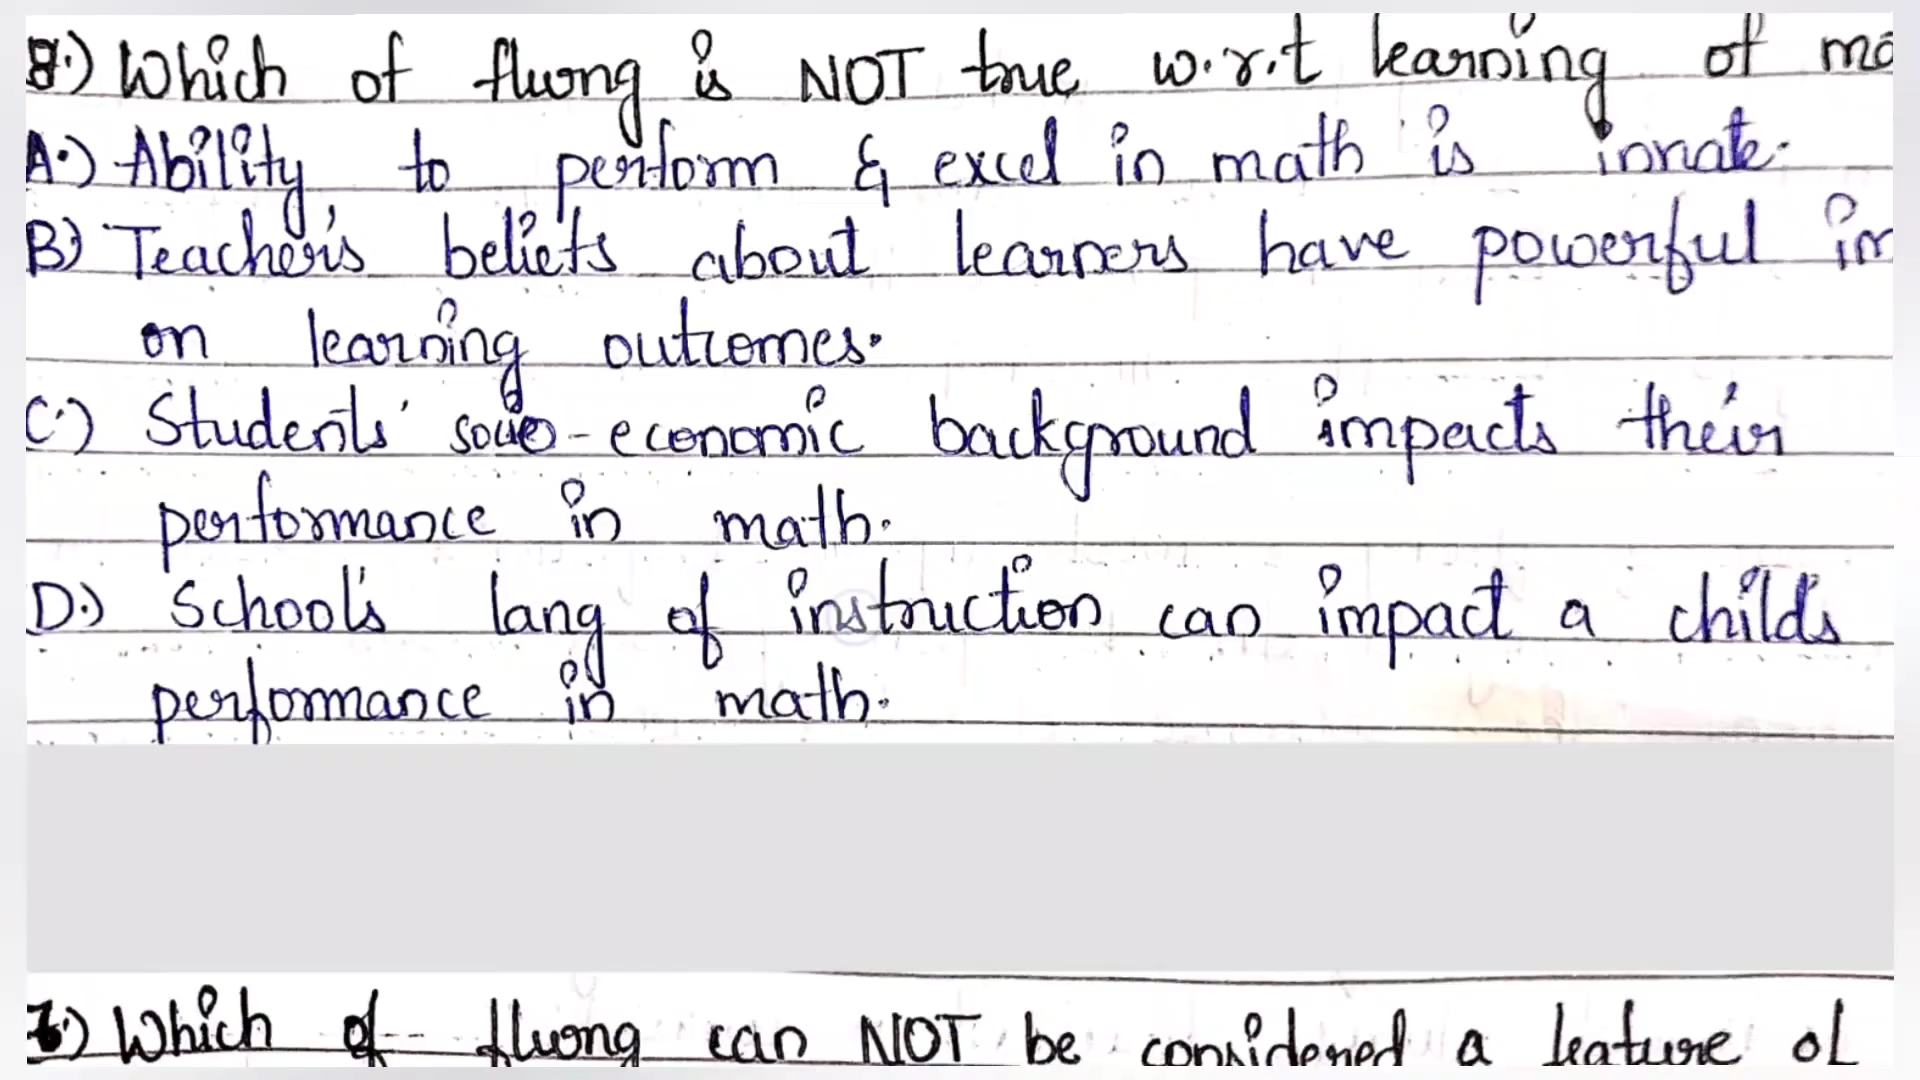 8.) Which of flwong is NOT true w.r.t learning of ma
A.) Ability to perform & excel in math is innate.
B) Teacher's beliefs about learners have powerful im
on learning outcomes.
C.) Students' socio-economic background impacts their
performance in math.
D.) School's lang of instruction can impact a child's
performance in math.
7.) Which of flwong can NOT be considered a feature of